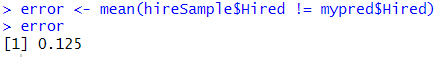 > error <- mean(hireSample$Hired != mypred$Hired)
> error
[1] 0.125